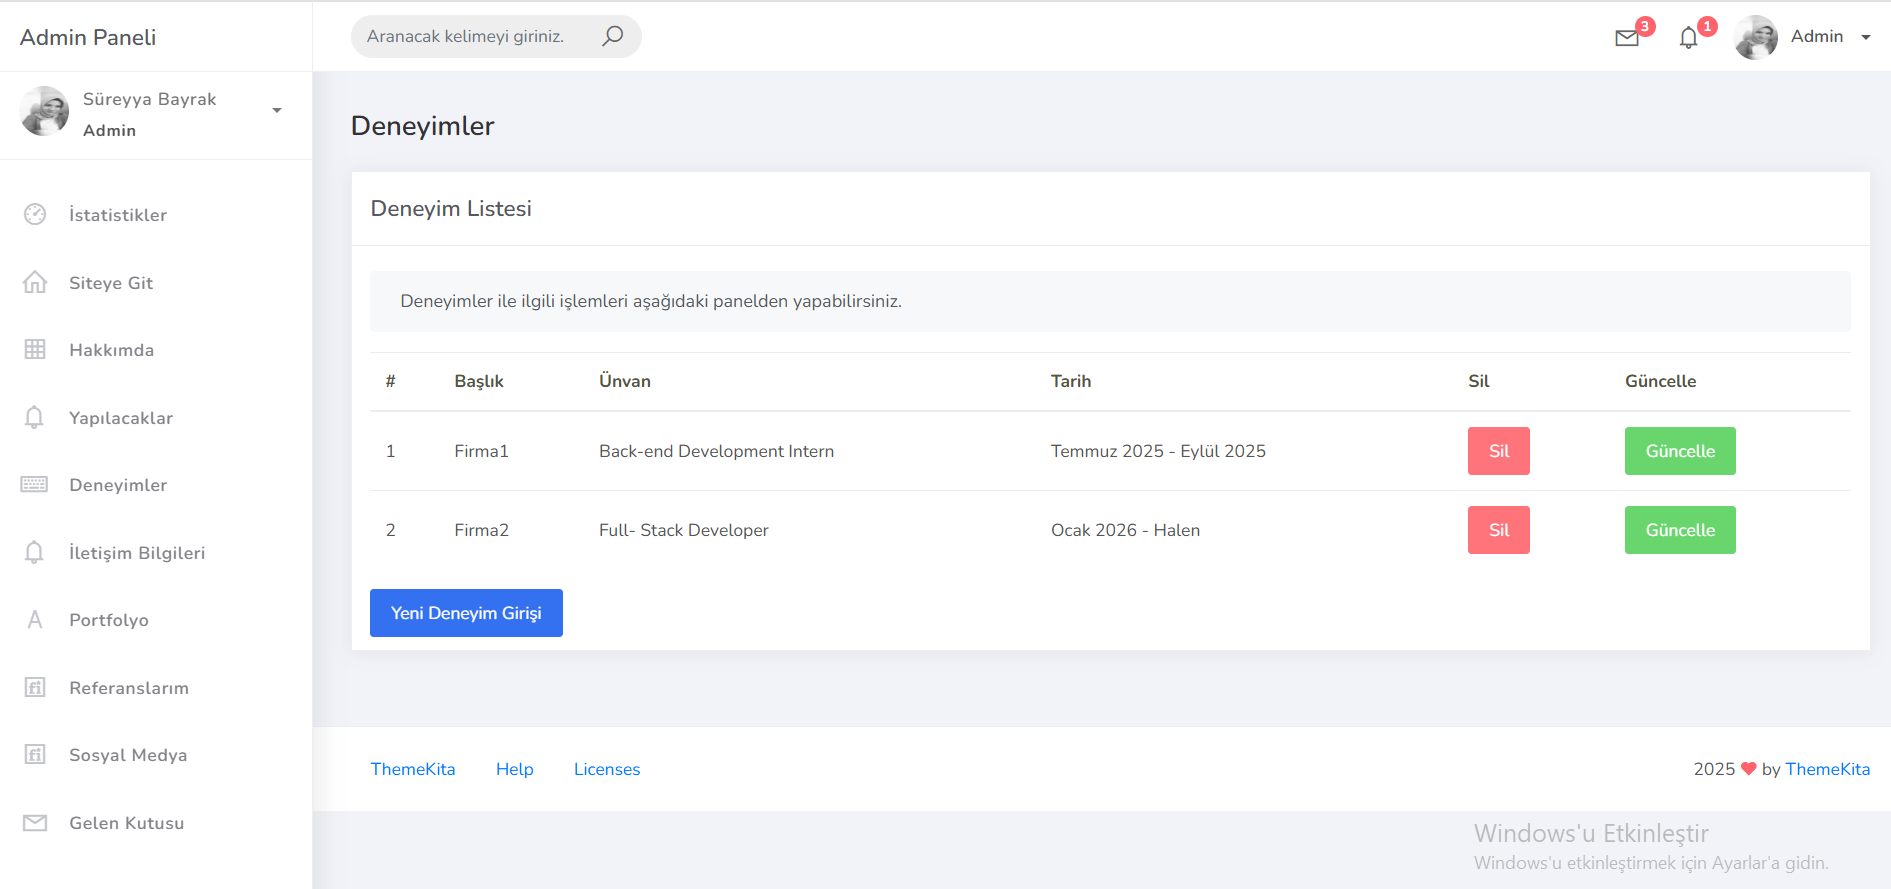 Admin Paneli
Aranacak kelimeyi giriniz.
3
1
Admin
Süreyya Bayrak
Admin
İstatistikler
Siteye Git
Hakkımda
Yapılacaklar
Deneyimler
İletişim Bilgileri
Portfolyo
Referanslarım
Sosyal Medya
Gelen Kutusu
Deneyimler
Deneyim Listesi
Deneyimler ile ilgili işlemleri aşağıdaki panelden yapabilirsiniz.
# Başlık Ünvan Tarih Sil Güncelle
1 Firma1 Back-end Development Intern Temmuz 2025 - Eylül 2025 Sil Güncelle
2 Firma2 Full- Stack Developer Ocak 2026 - Halen Sil Güncelle
Yeni Deneyim Girişi
ThemeKita Help Licenses
2025 by ThemeKita
Windows'u Etkinleştir
Windows'u etkinleştirmek için Ayarlar'a gidin.